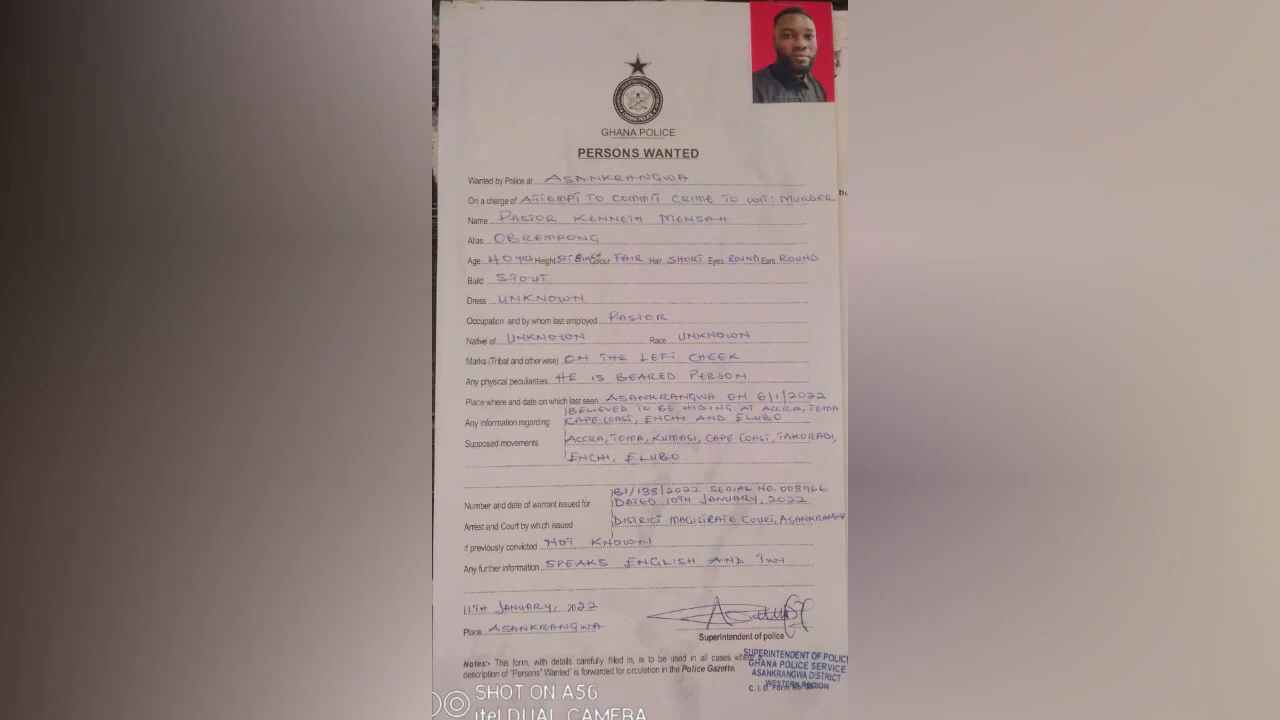 GHANA POLICE
PERSONS WANTED
Wanted by Police at ASANKRANGWA
On a charge of ATTEMPT TO COMMIT CRIME TO WIT: MURDER
Name PASTOR KENNETH MENSAH
Alias OBREMPONG
Age 40 YRS Height 5FT Colour FAIR Hair SHORT Eyes ROUND Ears ROUND
Build STOUT
Dress UNKNOWN
Occupation and by whom last employed PASTOR
Native of UNKNOWN Race UNKNOWN
Marks (Tribal and otherwise) ON THE LEFT CHEEK
Any physical peculiarities HE IS BEARED PERSON
Place where and date on which last seen ASANKRANGWA ON 6/1/2022
BELIEVED TO BE HIDING AT ACCRA, TEMA
Any information regarding CAPE COAST, ENCHI AND ELUBO
Supposed movements ACCRA, TEMA, KUMASI, CAPE COAST, TAKORADI,
ENCHI, ELUBO
B1/138/2022 SERIAL NO. 008966
Number and date of warrant issued for DATED 10TH JANUARY, 2022
Arrest and Court by which issued DISTRICT MAGISTRATE COURT, ASANKRANGW
if previously convicted NOT KNOWN
Any further information SPEAKS ENGLISH AND TWI
11TH JANUARY, 2022
Place ASANKRANGWA
Superintendent of police
Notes:- This form, with details carefully filled in, is to be used in all cases whe
description of "Persons" Wanted" is forwarded for circulation in the Police Gazette.
SUPERINTENDENT OF POLIC
GHANA POLICE SERVICE
ASANKRANGWA DISTRICT
WESTERN REGION
C. I. D. Form No.
SHOT ON A56
itel DUAL CAMERA